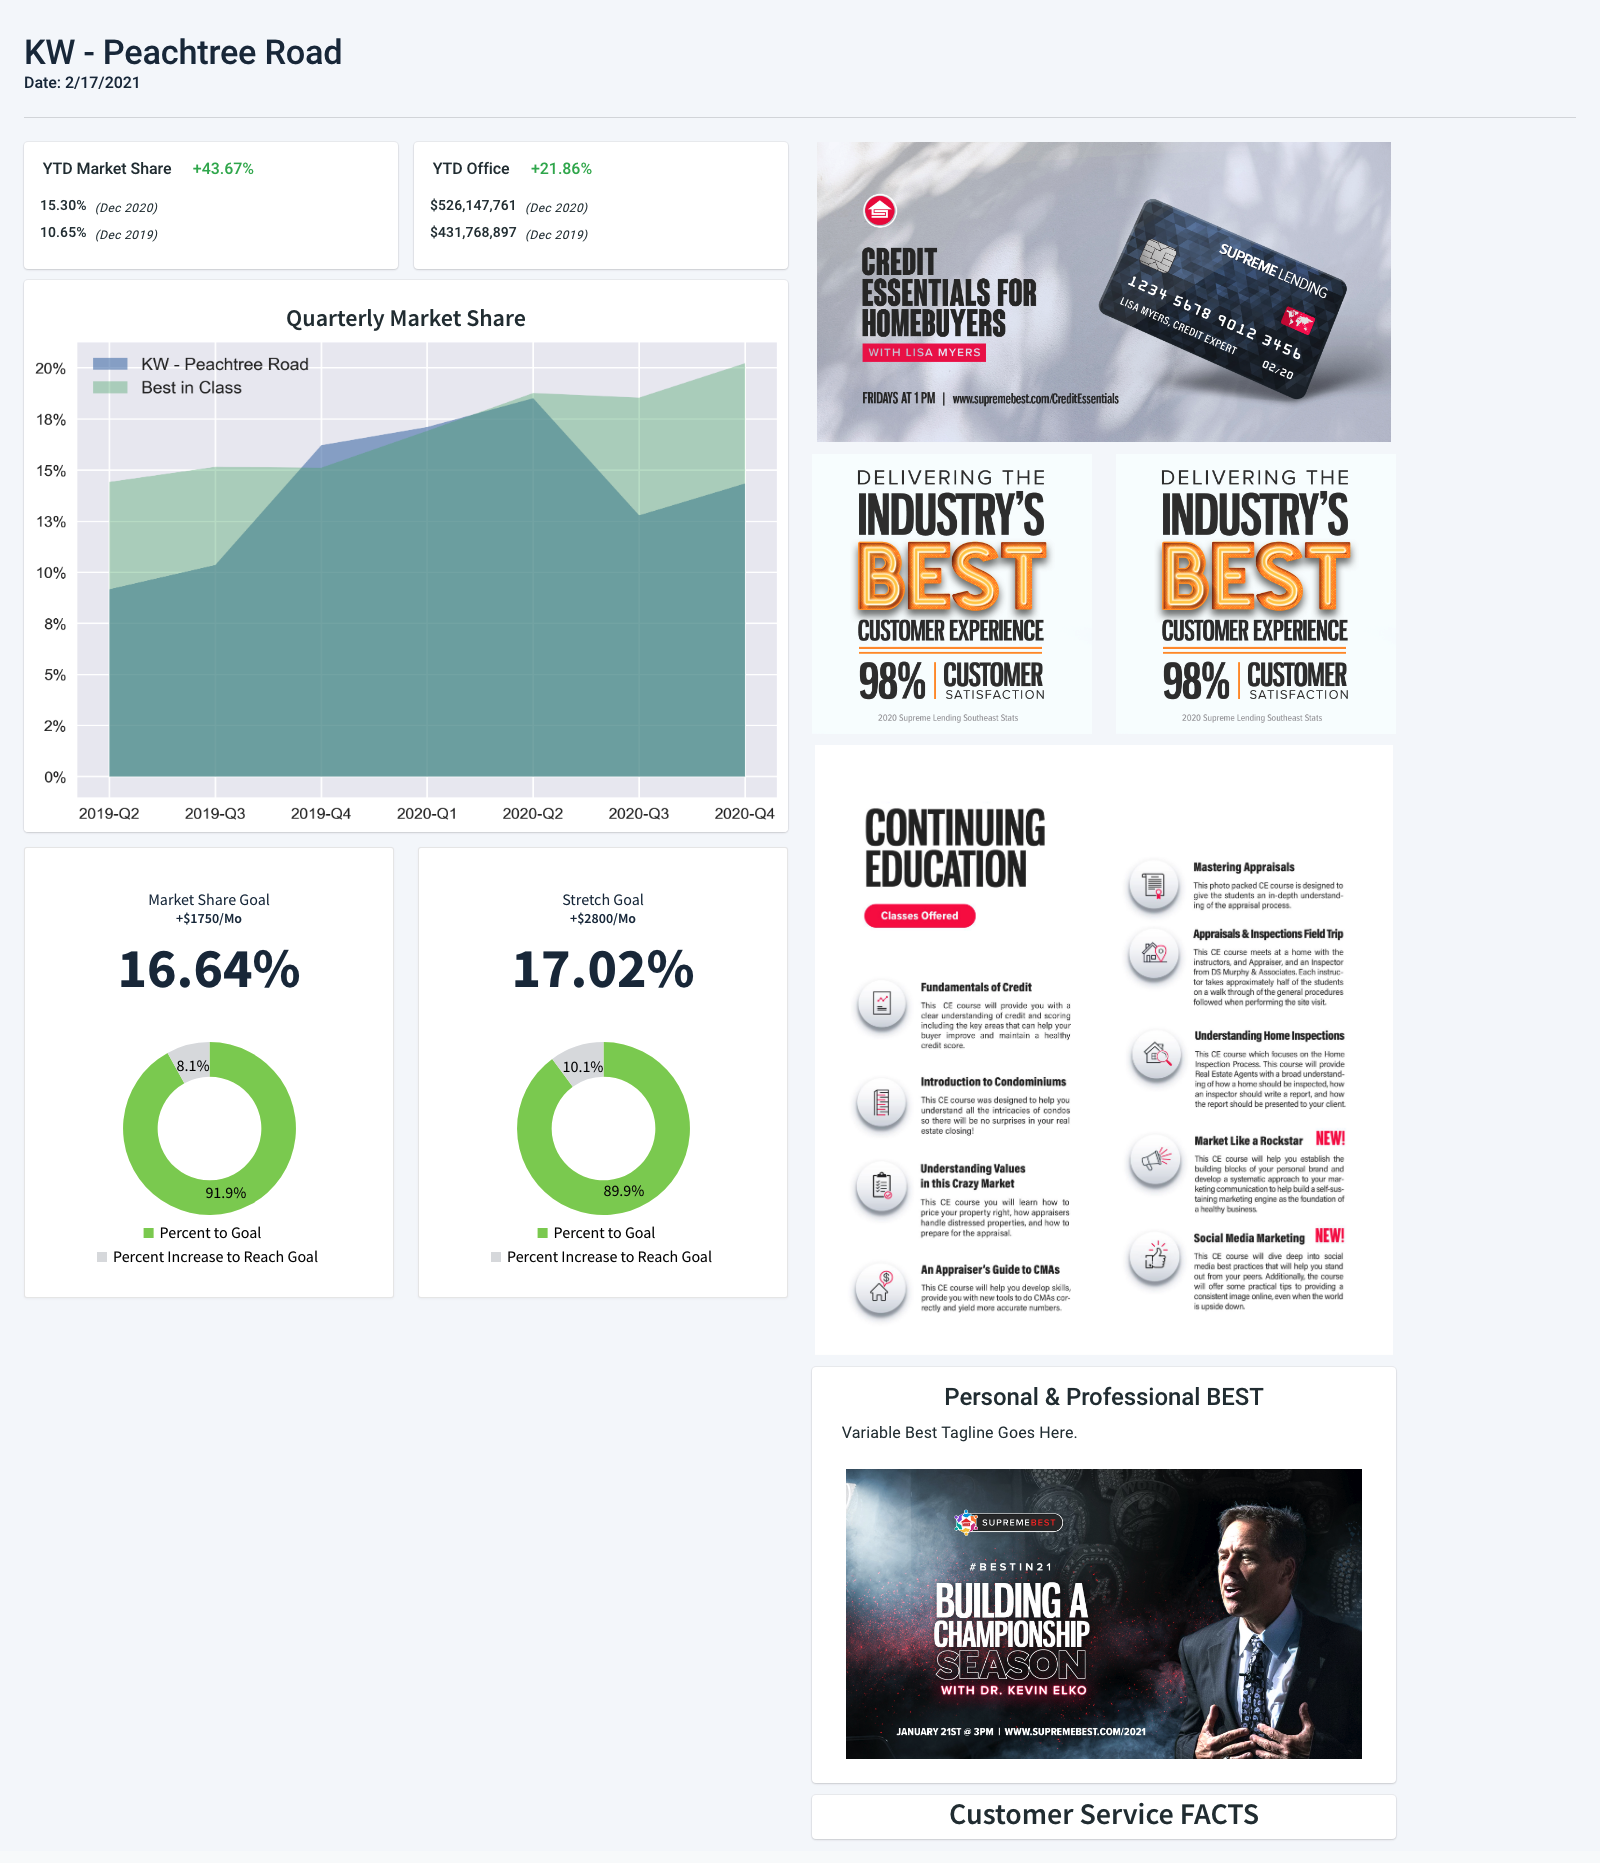 KW - Peachtree Road
Date: 2/17/2021
YTD Market Share +43.67%
15.30% (Dec 2020)
10.65% (Dec 2019)
YTD Office +21.86%
$526,147,761 (Dec 2020)
$431,768,897 (Dec 2019)
Quarterly Market Share
KW - Peachtree Road
Best in Class
20%
18%
15%
13%
10%
8%
5%
2%
0%
2019-Q2 2019-Q3 2019-Q4 2020-Q1 2020-Q2 2020-Q3 2020-Q4
Market Share Goal
+$1750/Mo
16.64%
8.1%
91.9%
Percent to Goal
Percent Increase to Reach Goal
Stretch Goal
+$2800/Mo
17.02%
10.1%
89.9%
Percent to Goal
Percent Increase to Reach Goal
CREDIT
ESSENTIALS FOR
HOMEBUYERS
WITH LISA MYERS
FRIDAYS AT 1 PM | www.supremebest.com/CreditEssentials
SUPREME LENDING
1234 5678 9012 3456
LISA MYERS, CREDIT EXPERT
02/20
DELIVERING THE
INDUSTRY'S
BEST
CUSTOMER EXPERIENCE
98% | CUSTOMER
SATISFACTION
2020 Supreme Lending Southeast Stats
DELIVERING THE
INDUSTRY'S
BEST
CUSTOMER EXPERIENCE
98% | CUSTOMER
SATISFACTION
2020 Supreme Lending Southeast Stats
CONTINUING
EDUCATION
Classes Offered
Fundamentals of Credit
This CE course will provide you with a
clear understanding of credit and scoring
including the key areas that can help your
buyer improve and maintain a healthy
credit score.
Introduction to Condominiums
This CE course was designed to help you
understand all the intricacies of condos
so there will be no surprises in your real
estate closing!
Understanding Values
in this Crazy Market
This CE course you will learn how to
price your property right, how appraisers
handle distressed properties, and how to
prepare for the appraisal.
An Appraiser's Guide to CMAs
This CE course will help you develop skills,
provide you with new tools to do CMAs cor-
rectly and yield more accurate numbers.
Mastering Appraisals
This photo packed CE course is designed to
give the students an in-depth understand-
ing of the appraisal process.
Appraisals & Inspections Field Trip
This CE course meets at a home with the
instructors, and Appraiser, and an Inspector
from DS Murphy & Associates. Each instruc-
tor takes approximately half of the students
on a walk through of the general procedures
followed when performing the site visit.
Understanding Home Inspections
This CE course which focuses on the Home
Inspection Process. This course will provide
Real Estate Agents with a broad understand-
ing of how a home should be inspected, how
an inspector should write a report, and how
the report should be presented to your client.
Market Like a Rockstar NEW!
This CE course will help you establish the
building blocks of your personal brand and
develop a systematic approach to your mar-
keting communication to help build a self-sus-
taining marketing engine as the foundation of
a healthy business.
Social Media Marketing NEW!
This CE course will dive deep into social
media best practices that will help you stand
out from your peers. Additionally, the course
will offer some practical tips to providing a
consistent image online, even when the world
is upside down.
Personal & Professional BEST
Variable Best Tagline Goes Here.
SUPREMEBEST
#BESTIN21
BUILDING A
CHAMPIONSHIP
SEASON
WITH DR. KEVIN ELKO
JANUARY 21ST @ 3PM | WWW.SUPREMEBEST.COM/2021
Customer Service FACTS